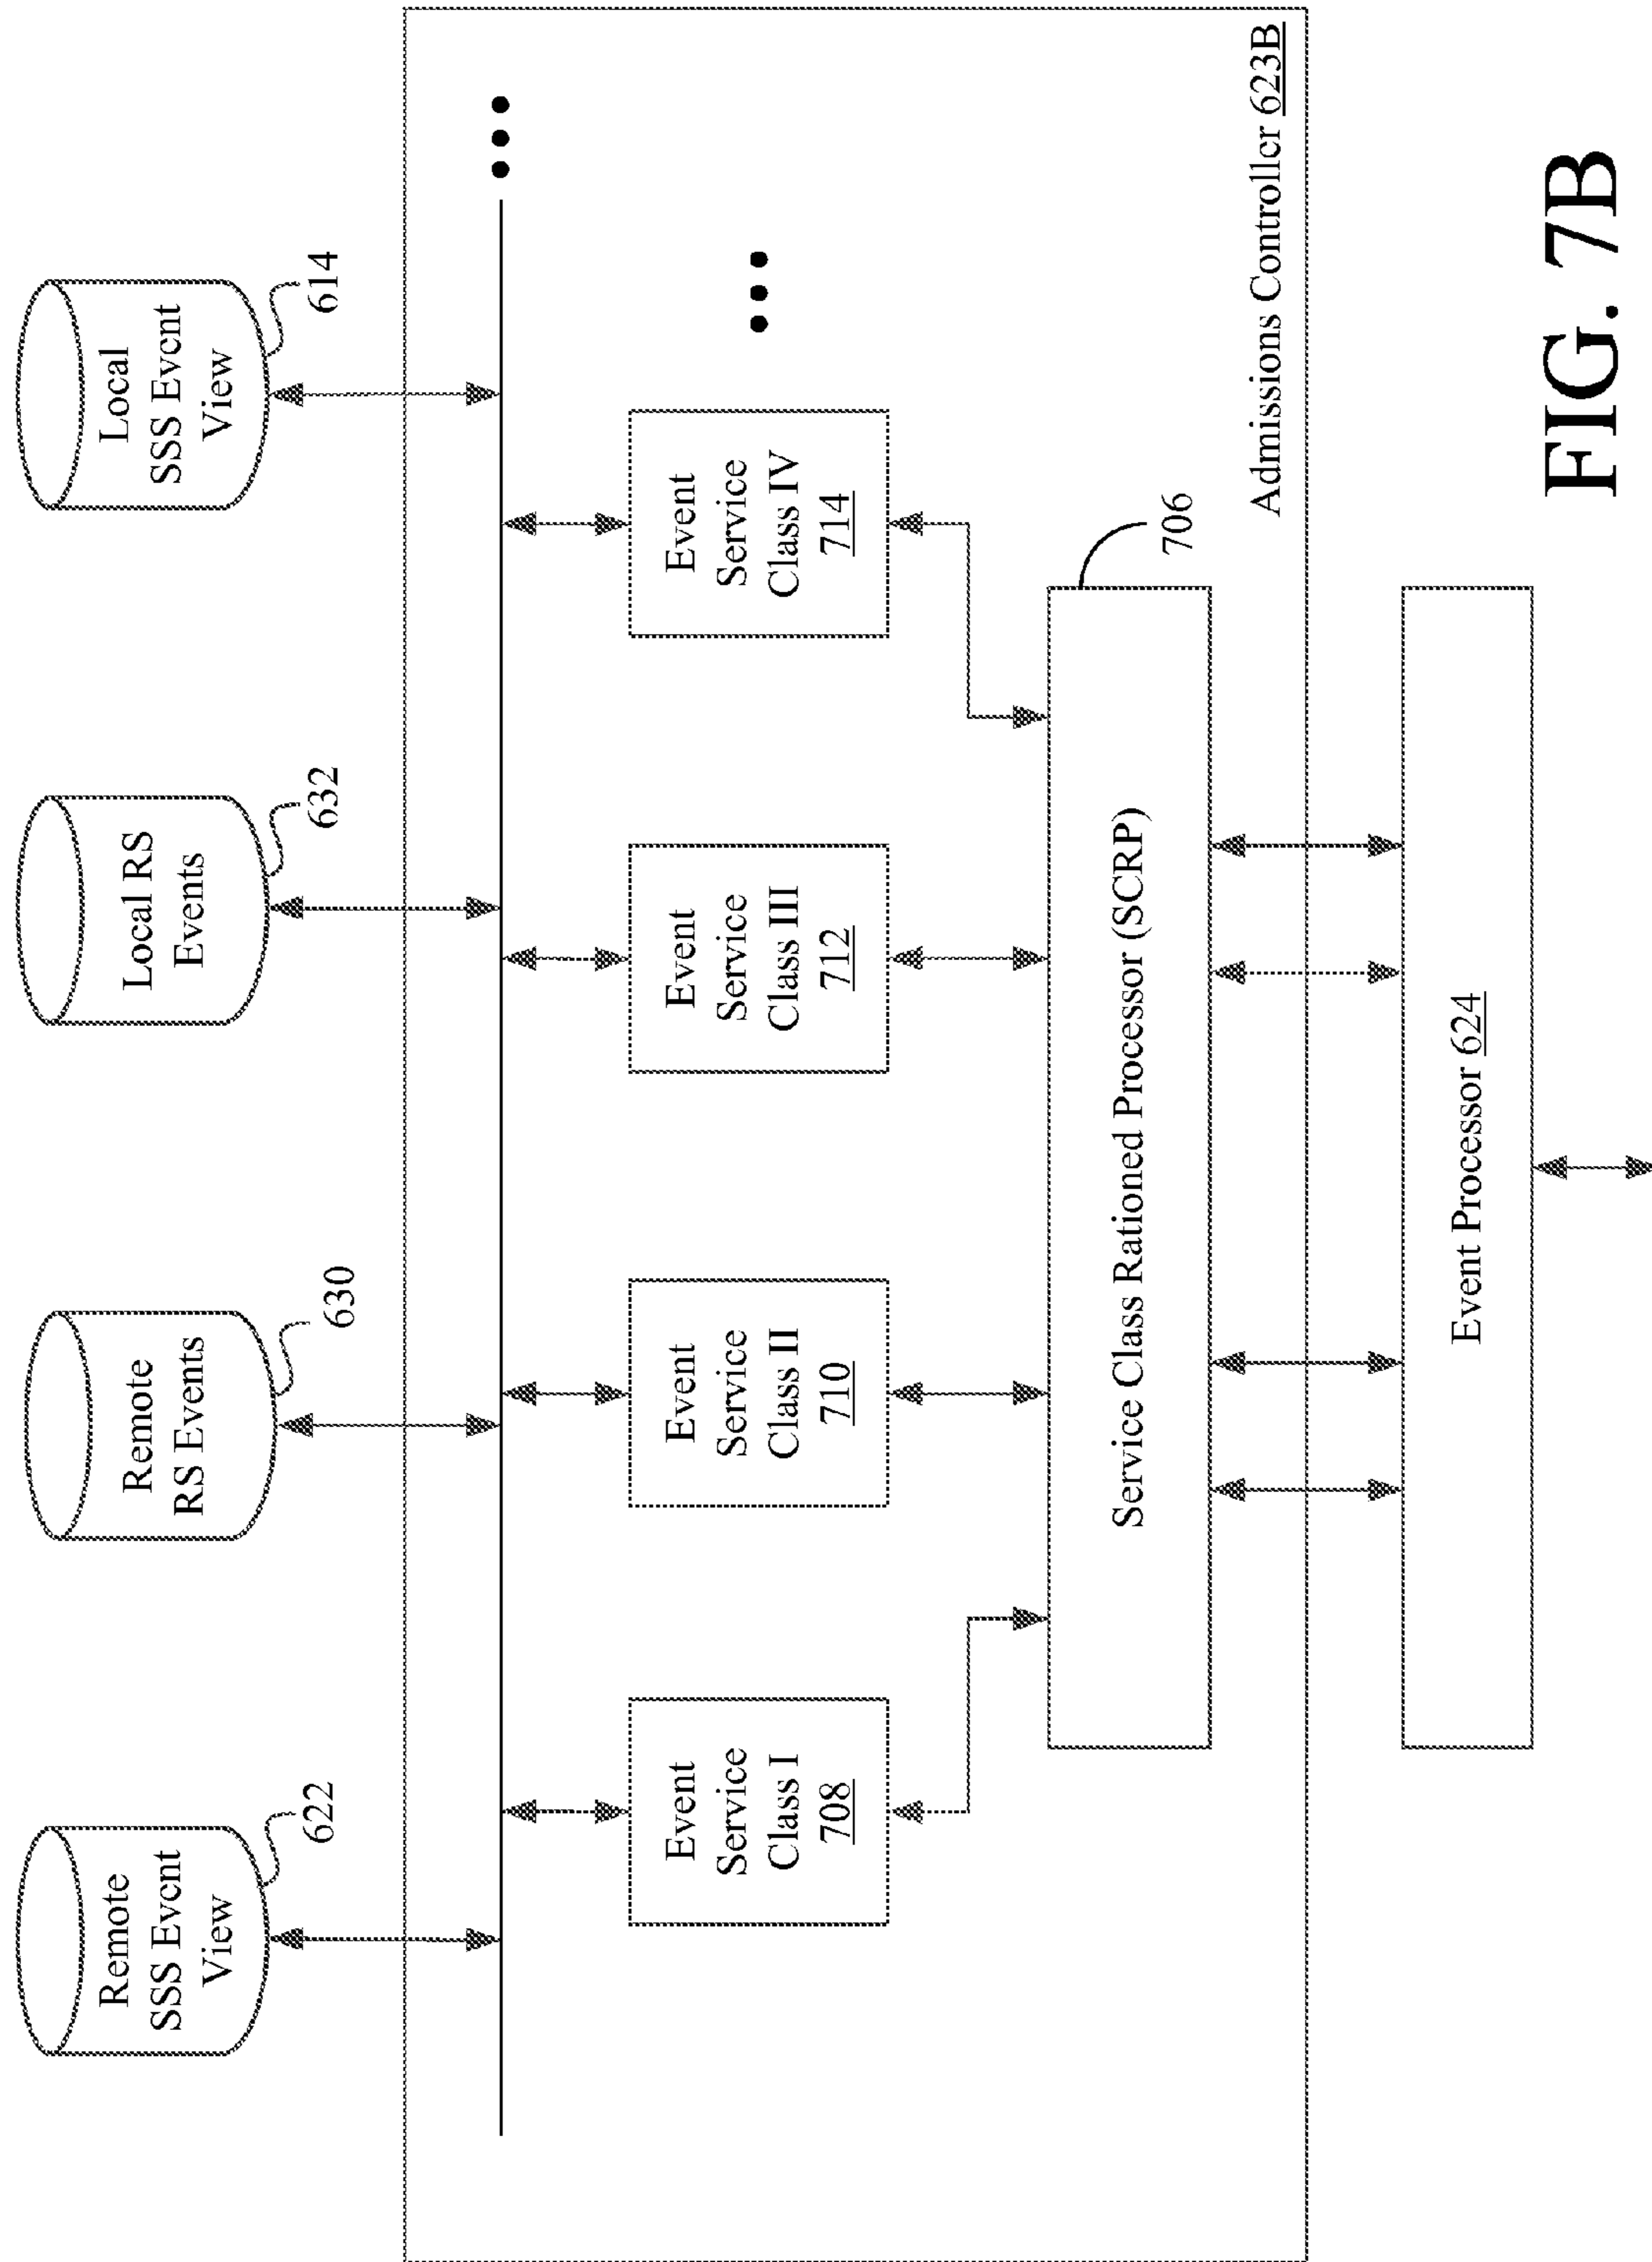 Remote
SSS Event
View
622
Remote
RS Events
630
Local RS
Events
632
Local
SSS Event
View
614
Event
Service
Class I
708
Event
Service
Class II
710
Event
Service
Class III
712
Event
Service
Class IV
714
Service Class Rationed Processor (SCRP)
706
Admissions Controller 623B
Event Processor 624
FIG. 7B